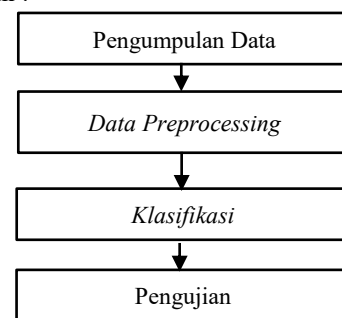 Pengumpulan Data
Data Preprocessing
Klasifikasi
Pengujian